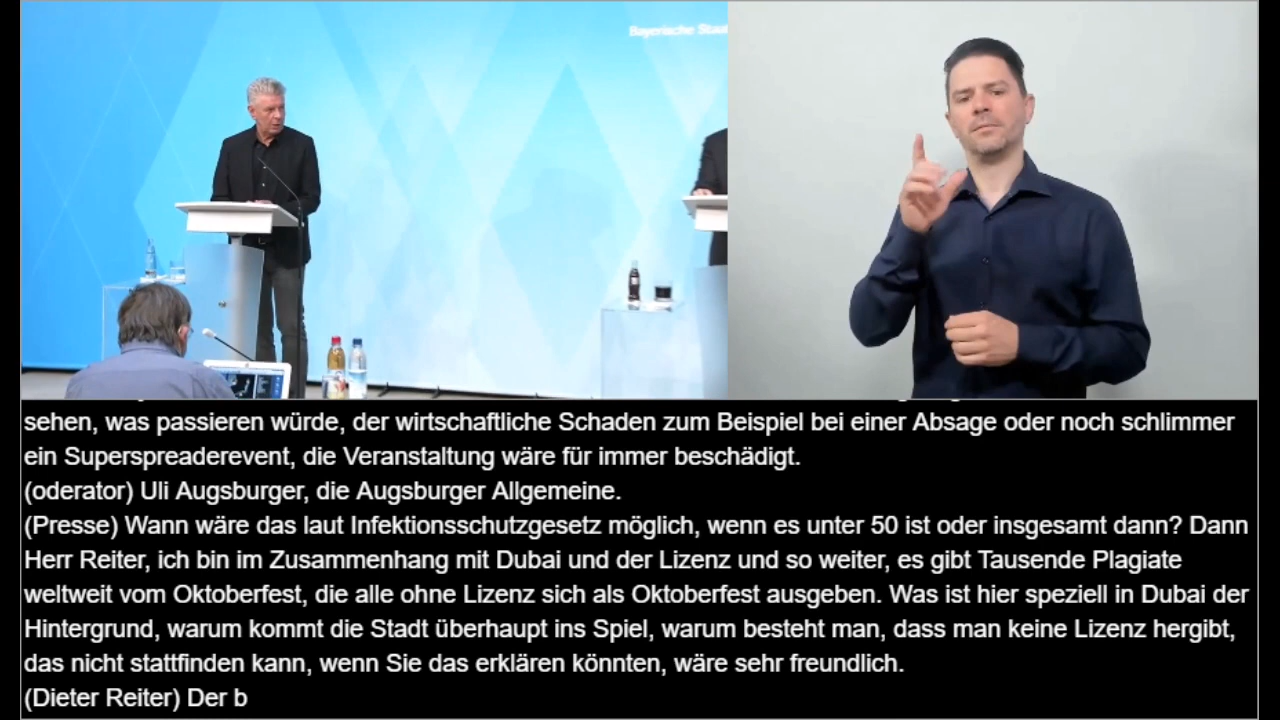 Bayerische Staa
sehen, was passieren würde, der wirtschaftliche Schaden zum Beispiel bei einer Absage oder noch schlimmer
ein Superspreaderevent, die Veranstaltung wäre für immer beschädigt.
(oderator) Uli Augsburger, die Augsburger Allgemeine.
(Presse) Wann wäre das laut Infektionsschutzgesetz möglich, wenn es unter 50 ist oder insgesamt dann? Dann
Herr Reiter, ich bin im Zusammenhang mit Dubai und der Lizenz und so weiter, es gibt Tausende Plagiate
weltweit vom Oktoberfest, die alle ohne Lizenz sich als Oktoberfest ausgeben. Was ist hier speziell in Dubai der
Hintergrund, warum kommt die Stadt überhaupt ins Spiel, warum besteht man, dass man keine Lizenz hergibt,
das nicht stattfinden kann, wenn Sie das erklären könnten, wäre sehr freundlich.
(Dieter Reiter) Der b